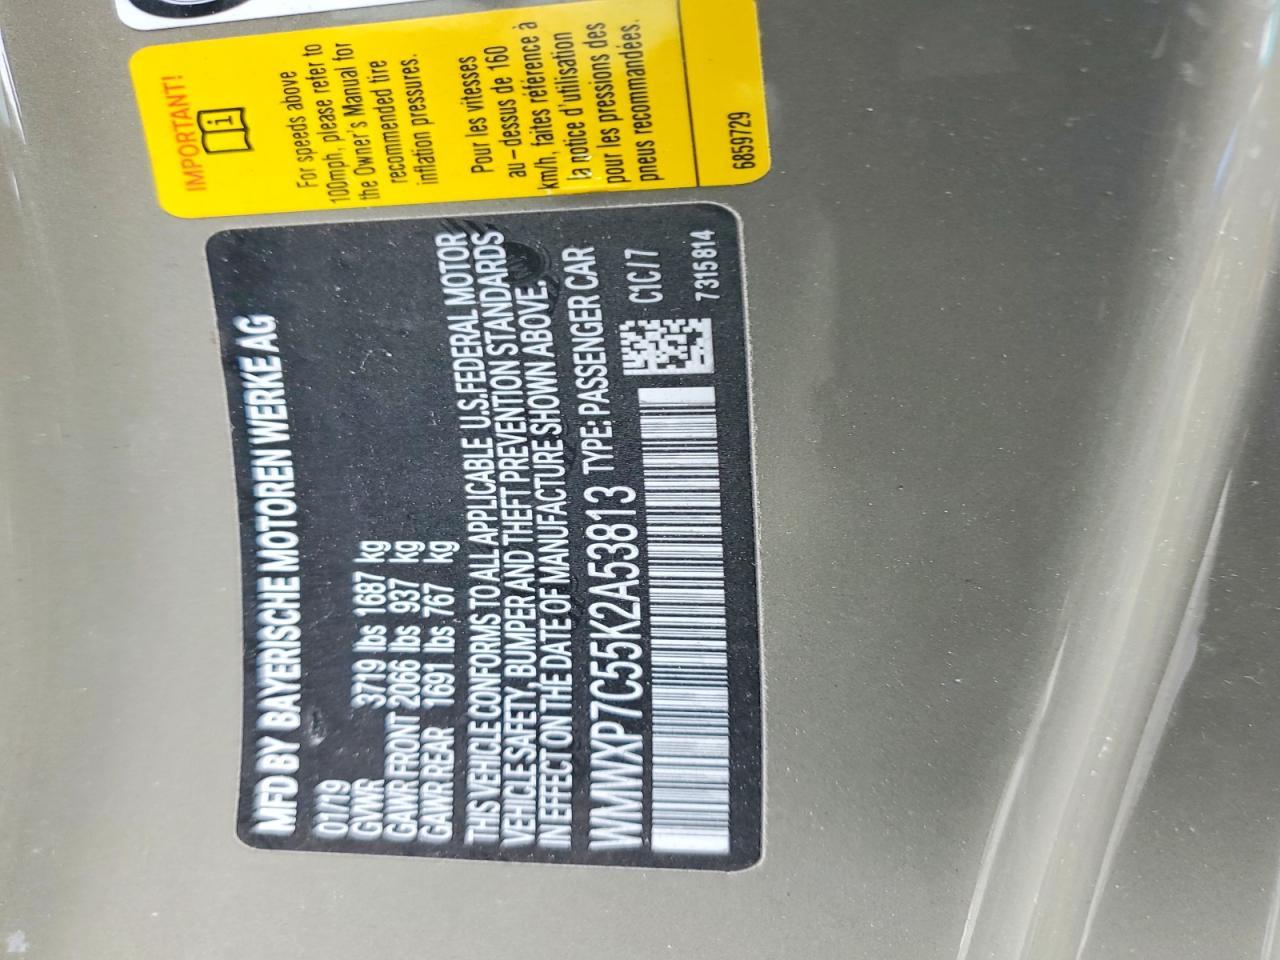 IMPORTANT!
For speeds above
100mph, please refer to
the Owner's Manual for
recommended tire
inflation pressures.
Pour les vitesses
au-dessus de 160
km/h, faites référence à
la notice d'utilisation
pour les pressions des
pneus recommandées.
6859729
MFD BY BAYERISCHE MOTOREN WERKE AG
01/19
GVWR 3719 lbs 1687 kg
GAWR FRONT 2066 lbs 937 kg
GAWR REAR 1691 lbs 767 kg
THIS VEHICLE CONFORMS TO ALL APPLICABLE U.S.FEDERAL MOTOR
VEHICLE SAFETY, BUMPER AND THEFT PREVENTION STANDARDS
IN EFFECT ON THE DATE OF MANUFACTURE SHOWN ABOVE.
WMWXP7C55K2A53813 TYPE: PASSENGER CAR
C1C/7
7315814